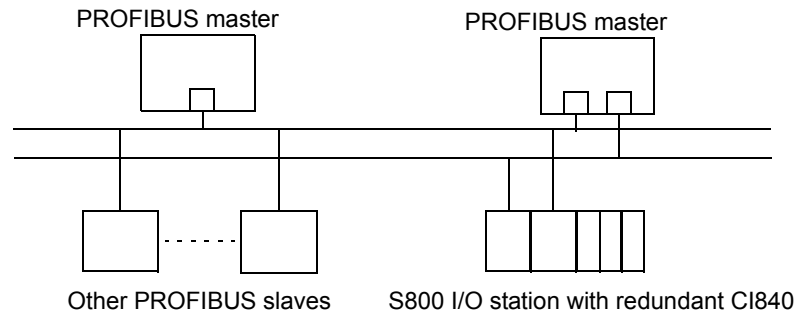 PROFIBUS master
PROFIBUS master
Other PROFIBUS slaves
S800 I/O station with redundant CI840